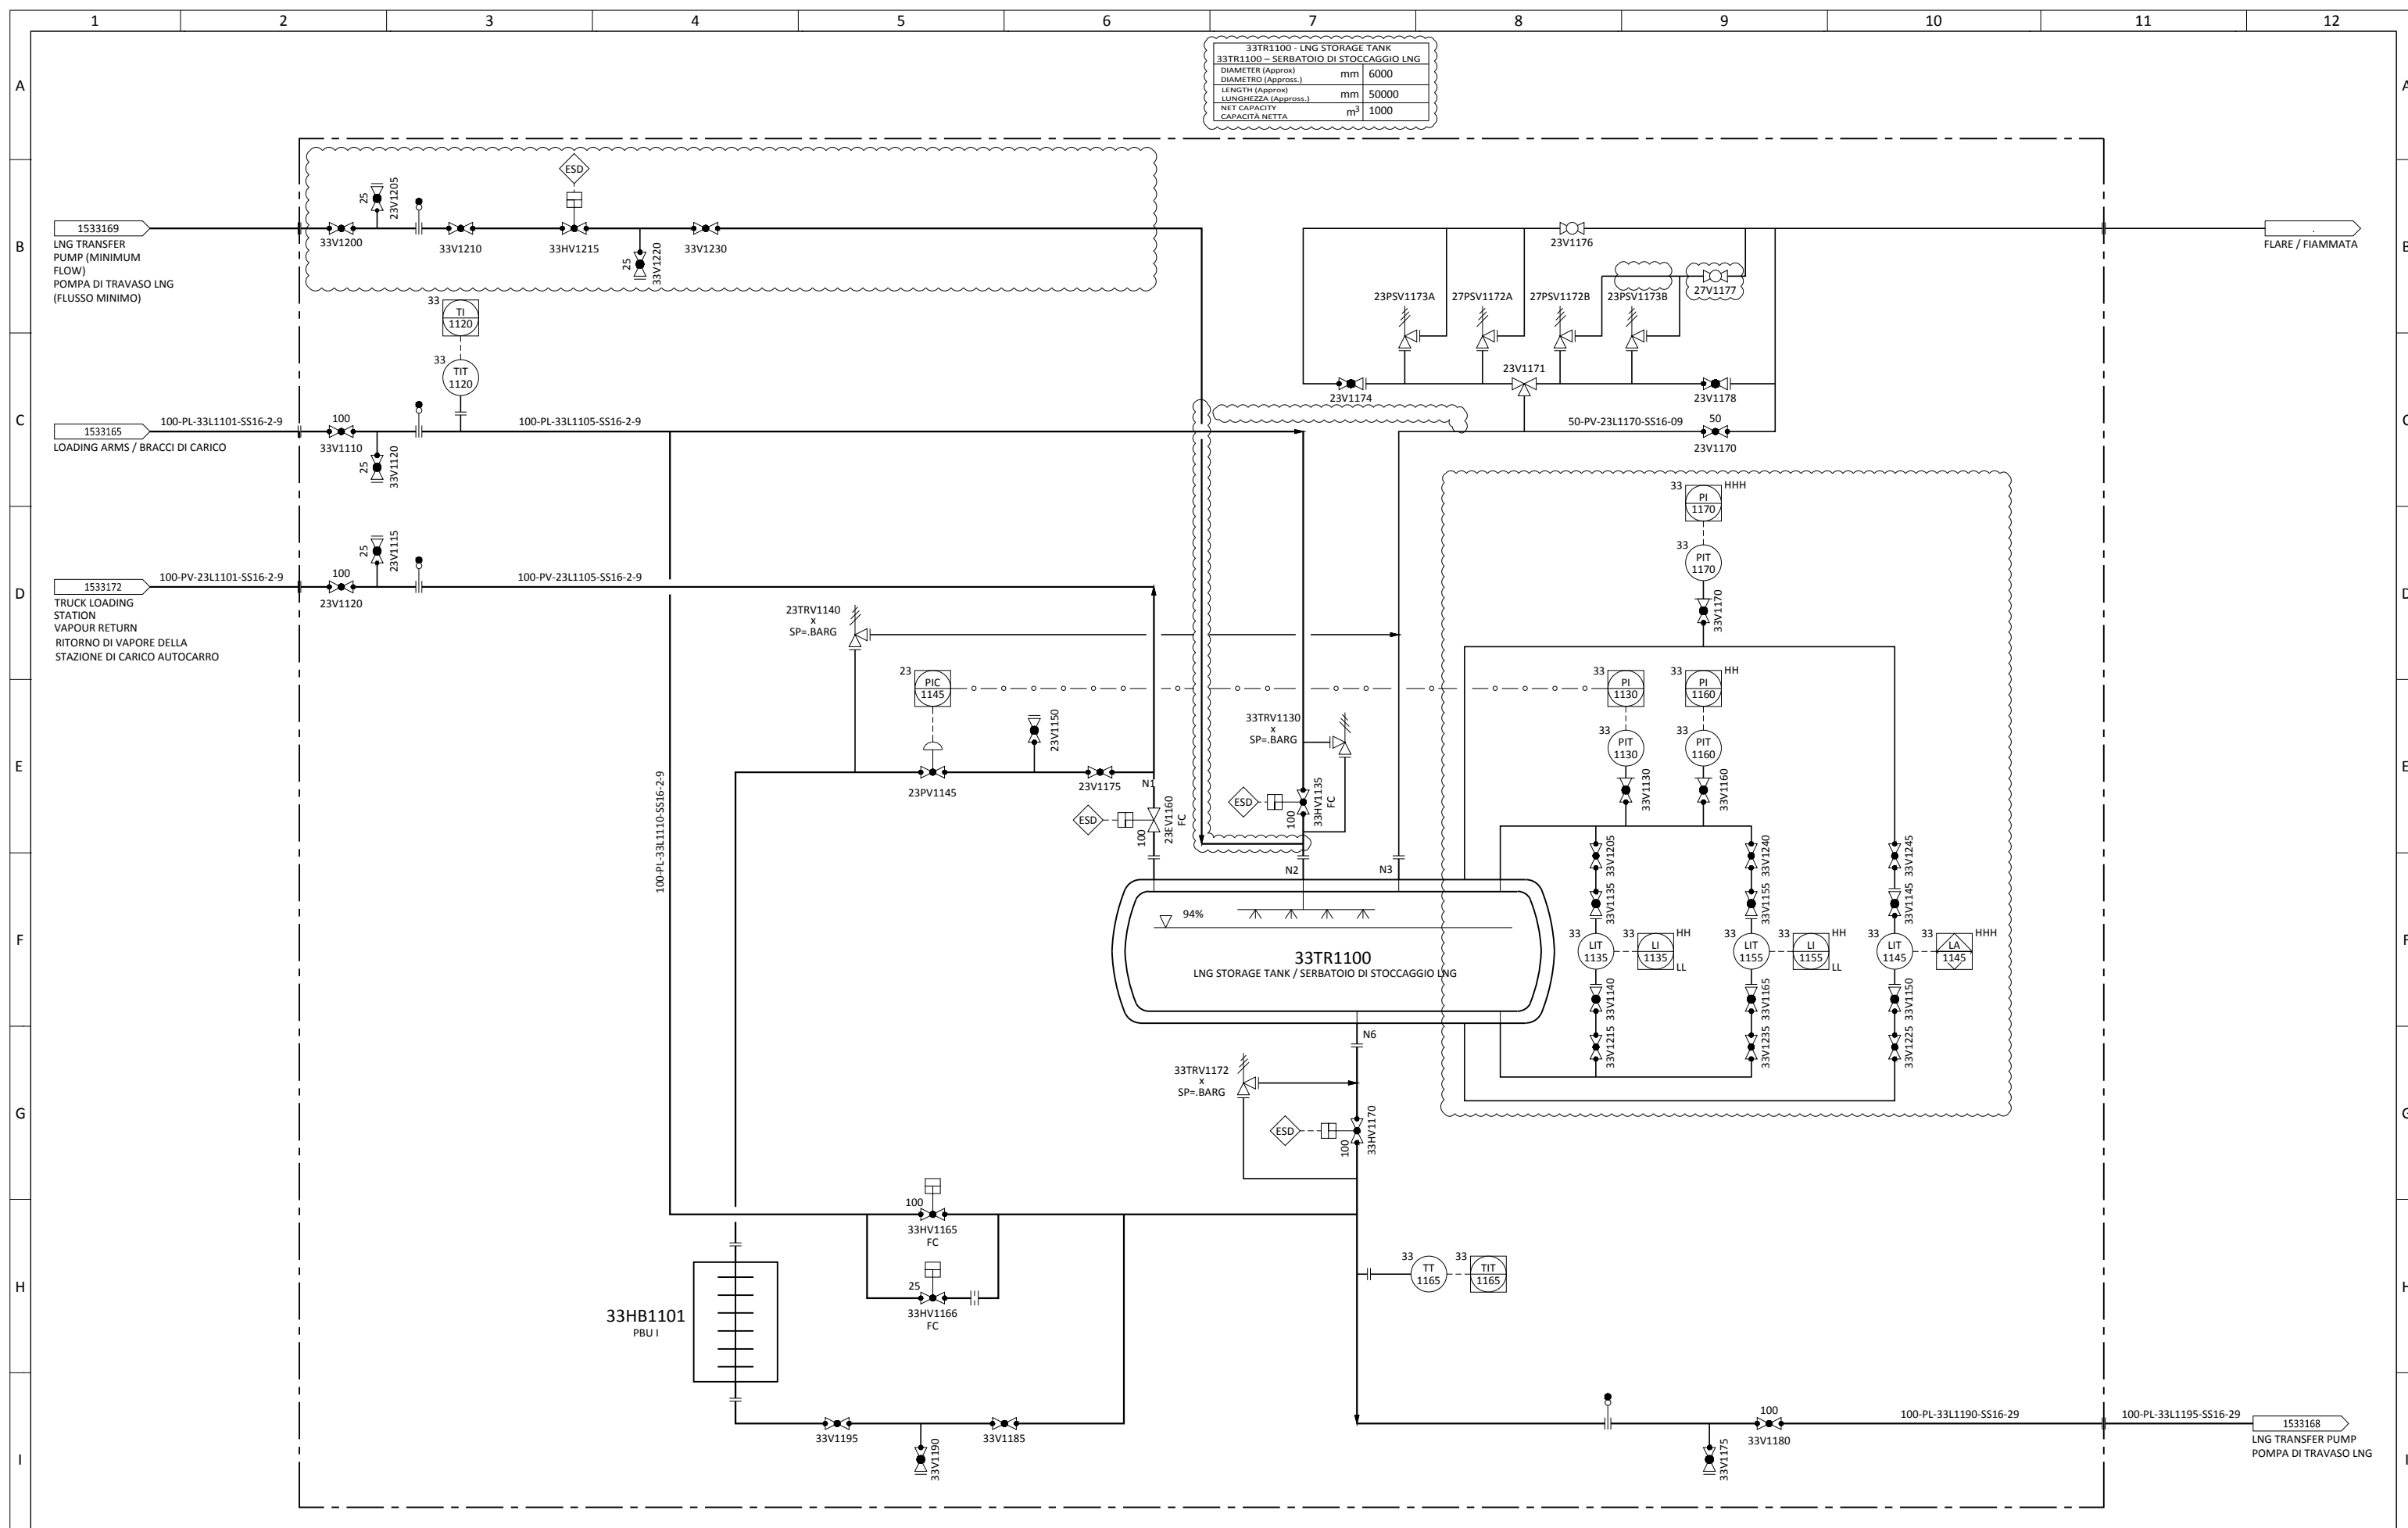 1 2 3 4 5 6 7 8 9 10 11 12
A
B
C
D
E
F
G
H
I
33TR1100 - LNG STORAGE TANK
33TR1100 – SERBATOIO DI STOCCAGGIO LNG
DIAMETER (Approx)
DIAMETRO (Appross.)
mm 6000
LENGTH (Approx)
LUNGHEZZA (Appross.)
mm 50000
NET CAPACITY
CAPACITÀ NETTA
m³ 1000
ESD
25
23V1205
1533169
LNG TRANSFER
PUMP (MINIMUM
FLOW)
POMPA DI TRAVASO LNG
(FLUSSO MINIMO)
33V1200
33V1210
33HV1215
25
33V1220
33V1230
23V1176
.
FLARE / FIAMMATA
27V1177
23PSV1173A
27PSV1172A
27PSV1172B
23PSV1173B
33
TI
1120
33
TIT
1120
23V1171
23V1174
23V1178
1533165
LOADING ARMS / BRACCI DI CARICO
100-PL-33L1101-SS16-2-9
100
33V1110
25
33V1120
100-PL-33L1105-SS16-2-9
50-PV-23L1170-SS16-09
50
23V1170
33
PI
1170
HHH
33
PIT
1170
33V1170
25
23V1115
1533172
TRUCK LOADING
STATION
VAPOUR RETURN
RITORNO DI VAPORE DELLA
STAZIONE DI CARICO AUTOCARRO
100-PV-23L1101-SS16-2-9
100
23V1120
100-PV-23L1105-SS16-2-9
23TRV1140
x
SP=.BARG
23
PIC
1145
33
PI
1130
33
PI
1160
HH
33
PIT
1130
33
PIT
1160
33V1130
33V1160
23V1150
23PV1145
23V1175
N1
33TRV1130
x
SP=.BARG
ESD
100
23EV1160
FC
ESD
100
33HV1135
FC
100-PL-33L1110-SS16-2-9
N2
N3
33V1205
33V1240
33V1245
33V1135
33V1155
33V1145
94%
33TR1100
LNG STORAGE TANK / SERBATOIO DI STOCCAGGIO LNG
33
LIT
1135
33
LI
1135
HH
LL
33
LIT
1155
33
LI
1155
HH
LL
33
LIT
1145
33
LA
1145
HHH
33V1140
33V1165
33V1150
33V1215
33V1235
33V1225
N6
33TRV1172
x
SP=.BARG
ESD
100
33HV1170
100
33HV1165
FC
25
33HV1166
FC
33
TT
1165
33
TIT
1165
33HB1101
PBU I
33V1195
33V1190
33V1185
100
33V1180
33V1175
100-PL-33L1190-SS16-29
100-PL-33L1195-SS16-29
1533168
LNG TRANSFER PUMP
POMPA DI TRAVASO LNG
A
B
C
D
E
F
G
H
I